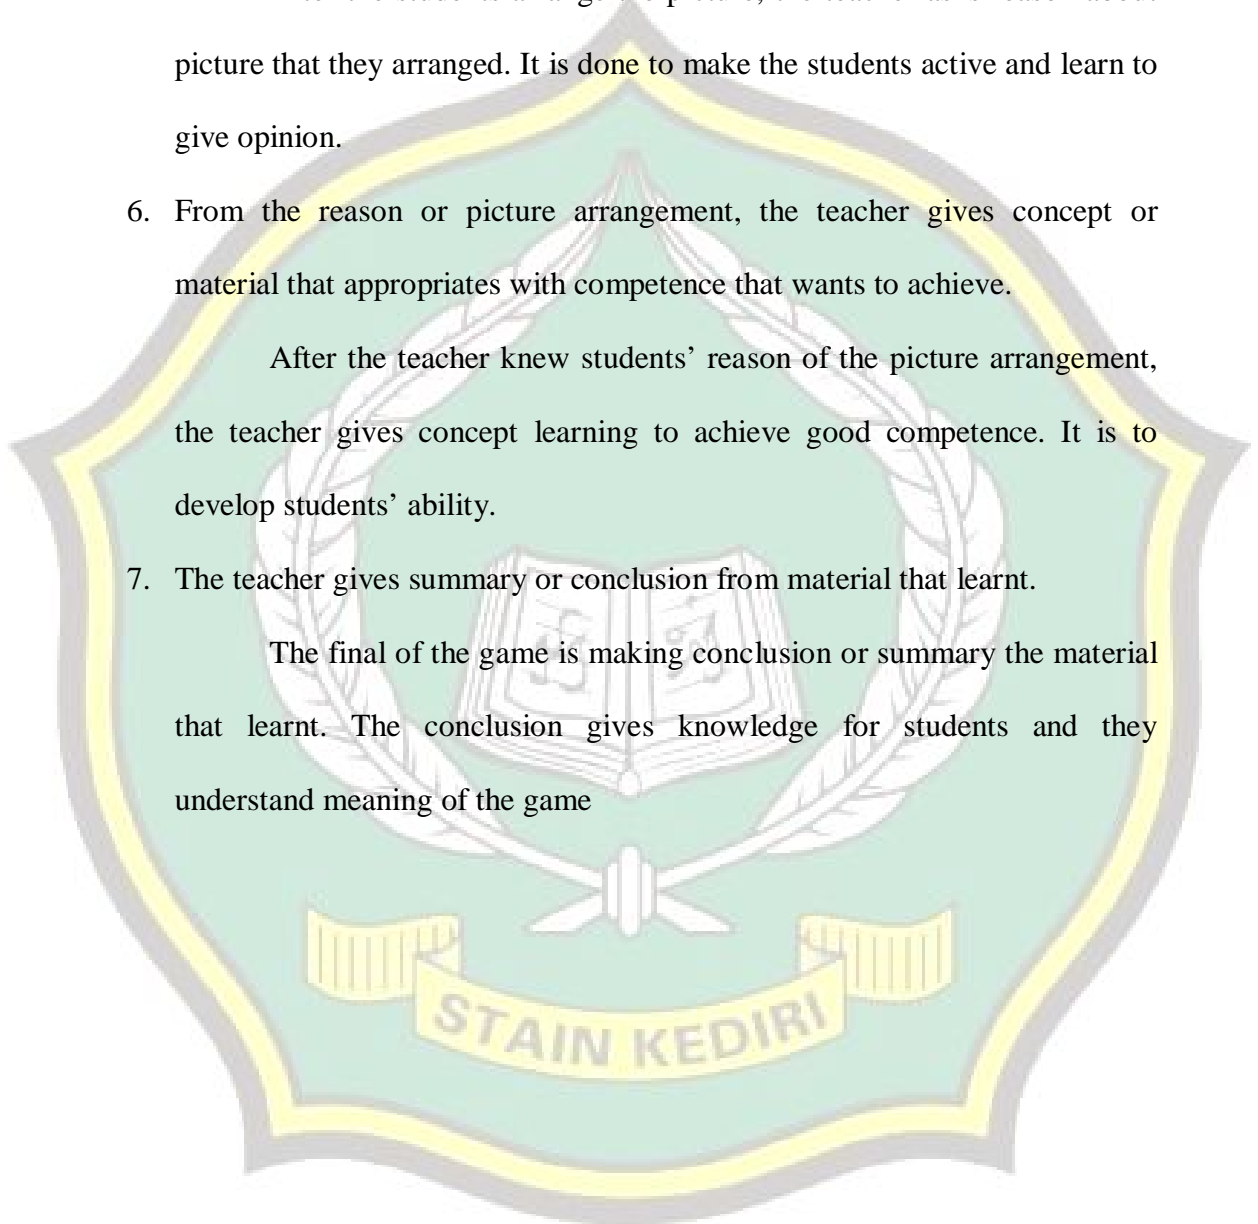 picture that they arranged. It is done to make the students active and learn to
give opinion.
6. From the reason or picture arrangement, the teacher gives concept or
material that appropriates with competence that wants to achieve.
After the teacher knew students’ reason of the picture arrangement,
the teacher gives concept learning to achieve good competence. It is to
develop students’ ability.
7. The teacher gives summary or conclusion from material that learnt.
The final of the game is making conclusion or summary the material
that learnt. The conclusion gives knowledge for students and they
understand meaning of the game
STAIN KEDIRI